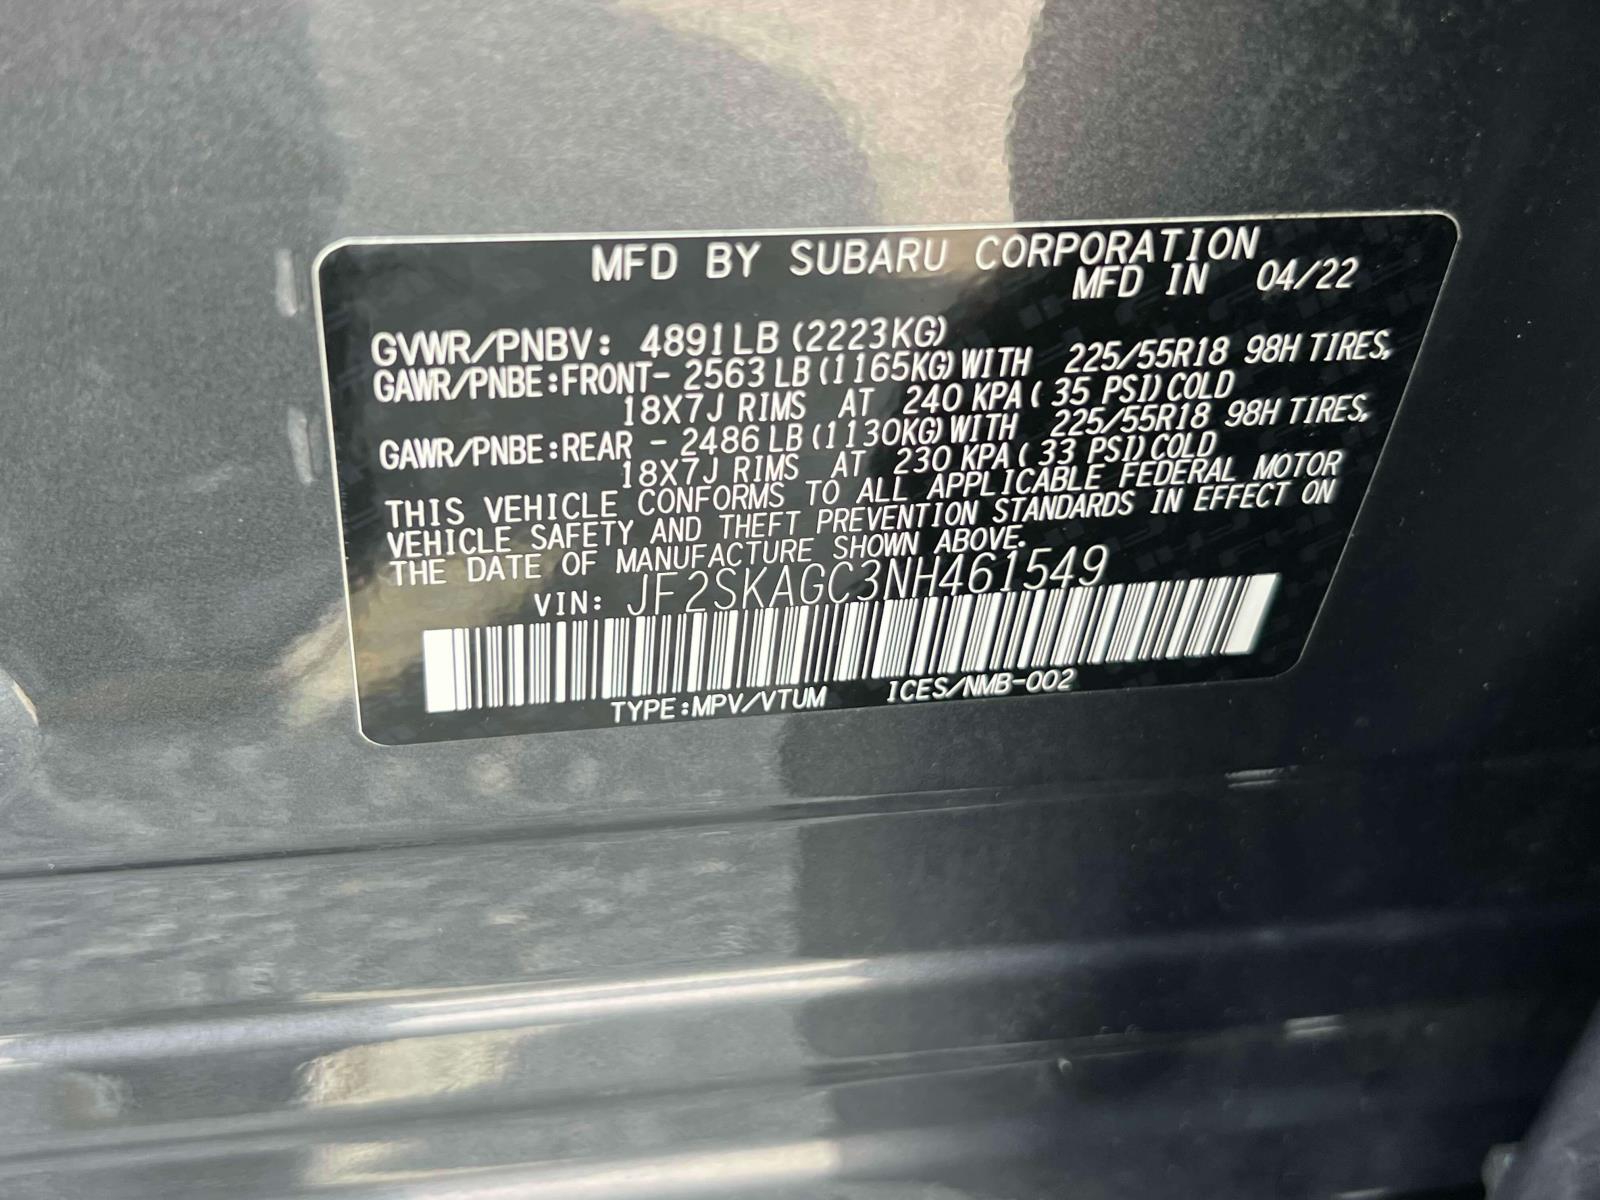 MFD BY SUBARU CORPORATION
MFD IN 04/22
GVWR/PNBV: 4891LB (2223KG)
GAWR/PNBE:FRONT- 2563LB(1165KG)WITH 225/55R18 98H TIRES,
18X7J RIMS AT 240 KPA( 35 PSI)COLD
GAWR/PNBE:REAR - 2486LB(1130KG)WITH 225/55R18 98H TIRES,
18X7J RIMS AT 230 KPA( 33 PSI)COLD
THIS VEHICLE CONFORMS TO ALL APPLICABLE FEDERAL MOTOR
VEHICLE SAFETY AND THEFT PREVENTION STANDARDS IN EFFECT ON
THE DATE OF MANUFACTURE SHOWN ABOVE.
VIN: JF2SKAGC3NH461549
TYPE:MPV/VTUM ICES/NMB-002